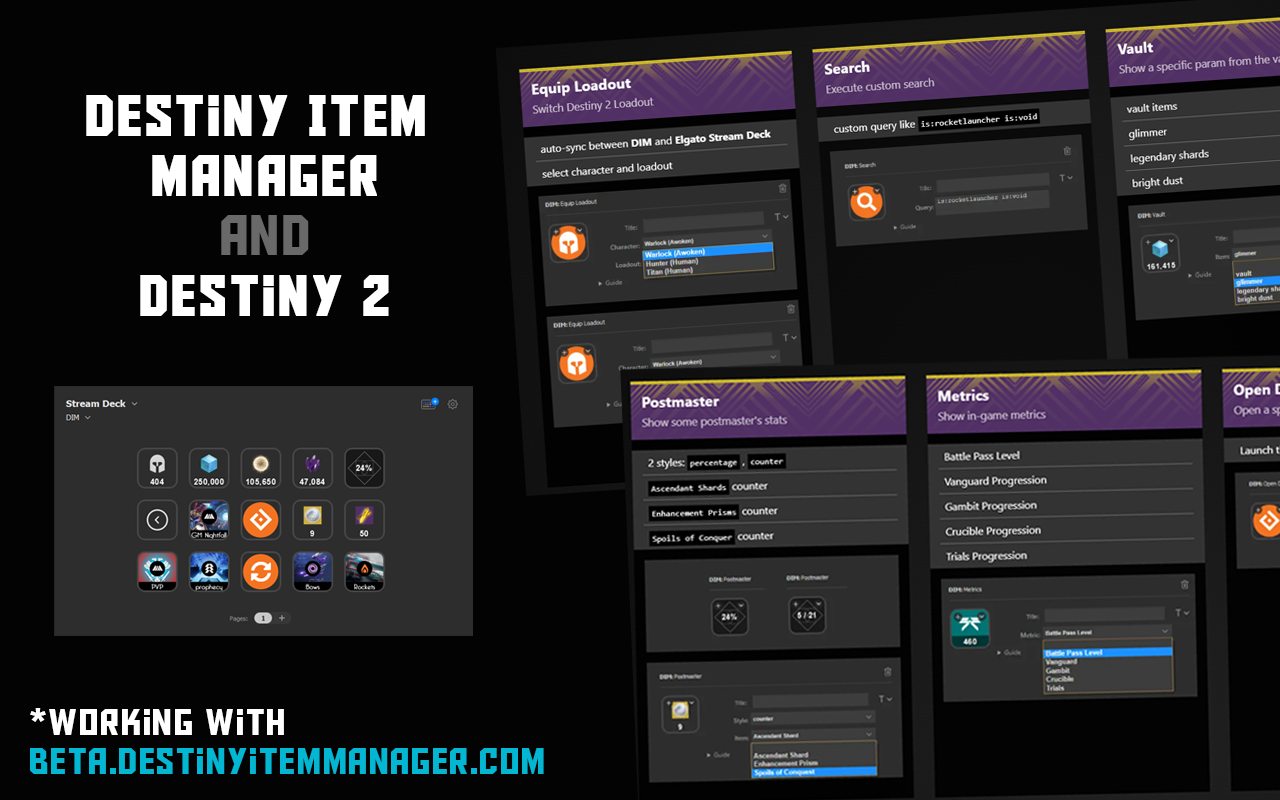 DESTINY ITEM
MANAGER
AND
DESTINY 2
Stream Deck
DIM
404
250,000
105,650
47,084
24%
GM Nightfall
9
50
PVP
prophecy
Bows
Rockets
Pages: 1 +
*WORKING WITH
BETA.DESTINYITEMMANAGER.COM
Equip Loadout
Switch Destiny 2 Loadout
auto-sync between DIM and Elgato Stream Deck
select character and loadout
DIM: Equip Loadout
Title:
Character: Warlock (Awoken)
Loadout: Warlock (Awoken)
Hunter (Human)
Titan (Human)
Guide
DIM: Equip Loadout
Title:
Character: Warlock (Awoken)
Search
Execute custom search
custom query like is:rocketlauncher is:void
DIM: Search
Title:
Query: is:rocketlauncher is:void
Guide
Vault
Show a specific param from the va
vault items
glimmer
legendary shards
bright dust
DIM: Vault
161,415
Title:
Item: glimmer
Guide
vault
glimmer
legendary sha
bright dust
Postmaster
Show some postmaster's stats
2 styles: percentage , counter
Ascendant Shards counter
Enhancement Prisms counter
Spoils of Conquer counter
DIM: Postmaster
DIM: Postmaster
24%
5 / 21
DIM: Postmaster
9
Title:
Style: counter
Item: Ascendant Shard
Guide
Ascendant Shard
Enhancement Prism
Spoils of Conquest
Metrics
Show in-game metrics
Battle Pass Level
Vanguard Progression
Gambit Progression
Crucible Progression
Trials Progression
DIM: Metrics
460
Title:
Metric: Battle Pass Level
Guide
Battle Pass Level
Vanguard
Gambit
Crucible
Trials
Open D
Open a sp
Launch t
DIM: Open D